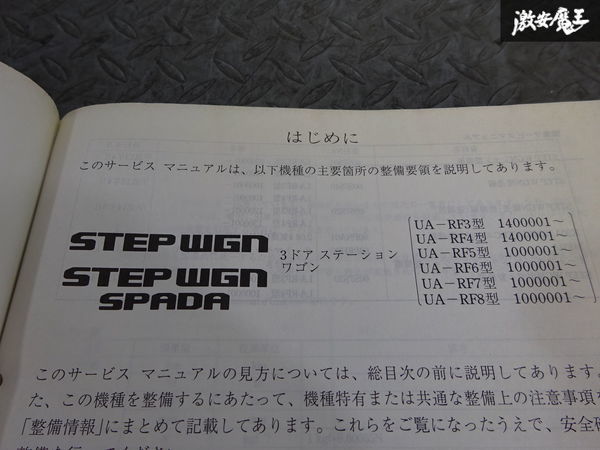 激安魔王
はじめに
このサービス マニュアルは、以下機種の主要箇所の整備要領を説明してあります。
STEP WGN
STEP WGN
SPADA
3ドア ステーション
ワゴン
UA-RF3型 1400001~
UA-RF4型 1400001~
UA-RF5型 1000001~
UA-RF6型 1000001~
UA-RF7型 1000001~
UA-RF8型 1000001~
このサービス マニュアルの見方については、総目次の前に説明してあります。
た、この機種を整備するにあたって、機種特有または共通な整備上の注意事項を
「整備情報」にまとめて記載してあります。これらをご覧になったうえで、安全確